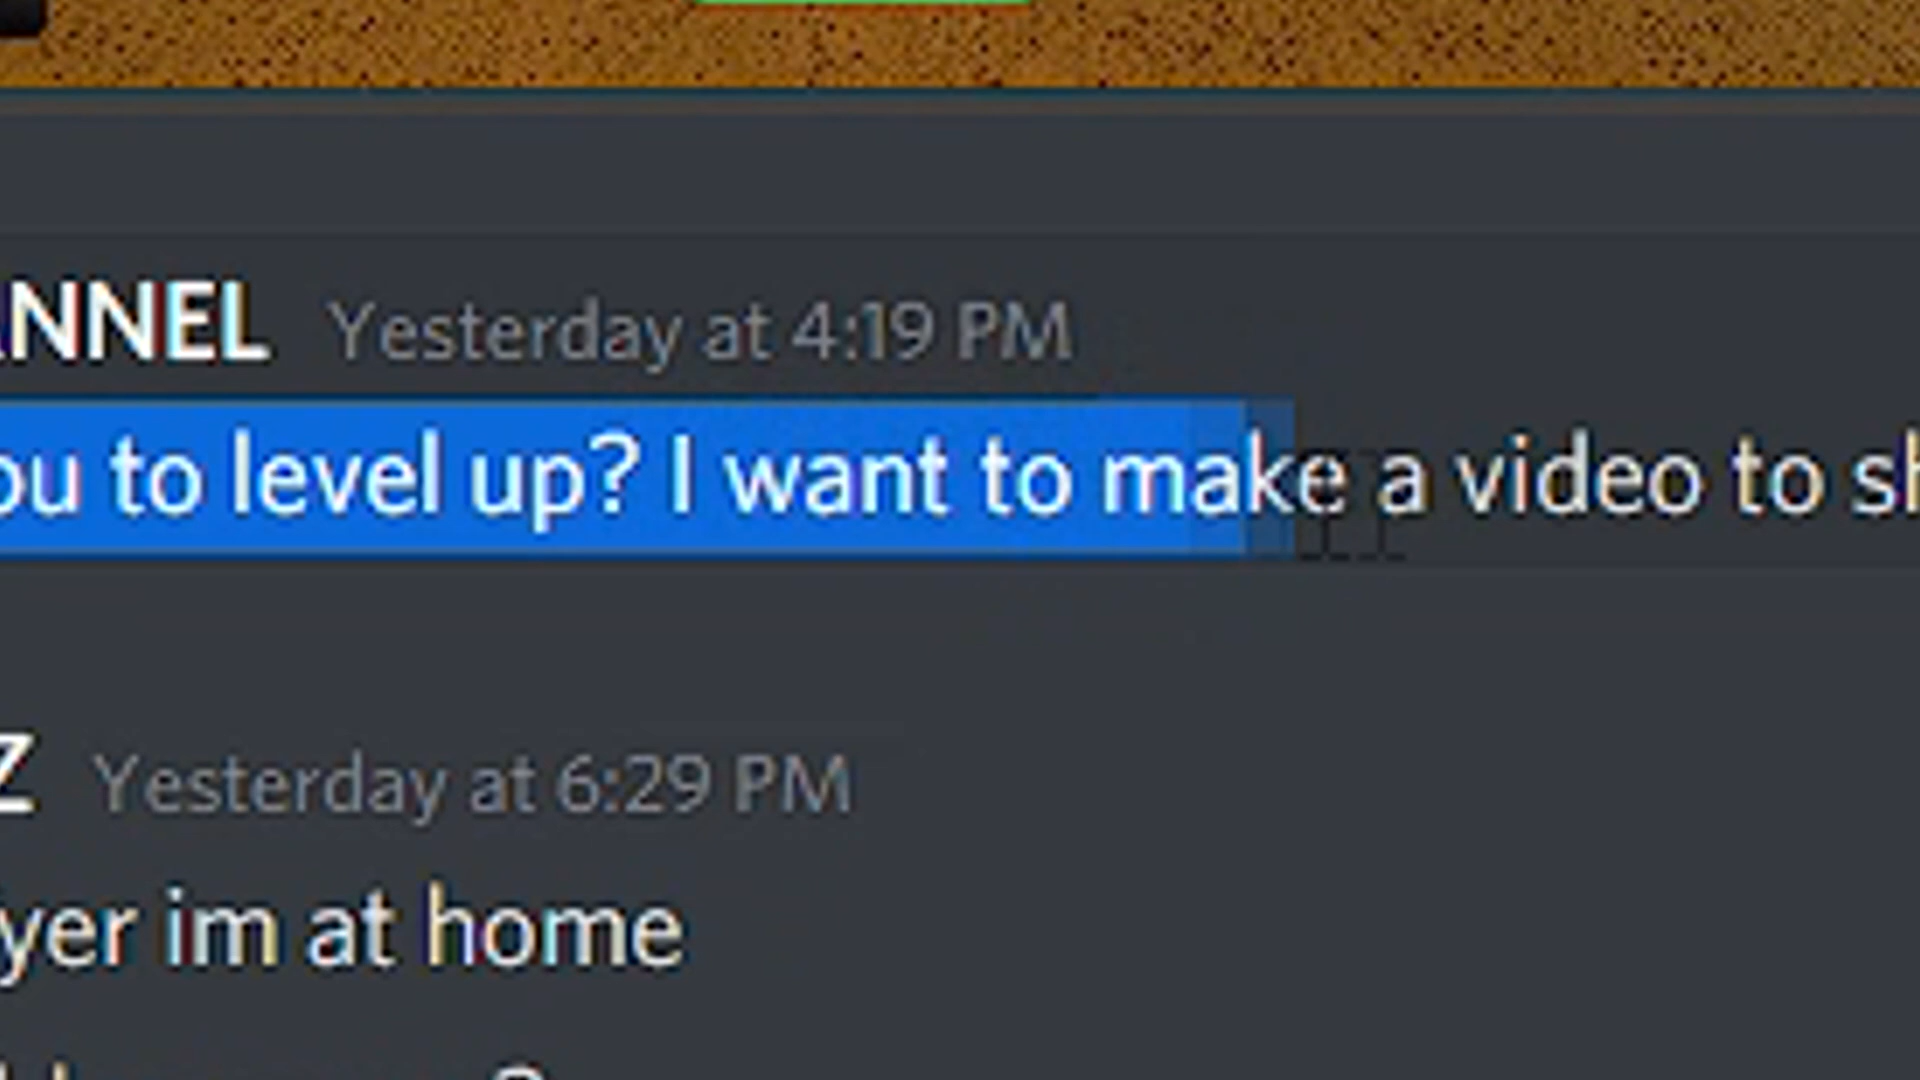 ANNEL Yesterday at 4:19 PM
ou to level up? I want to make a video to sh
Z Yesterday at 6:29 PM
yer im at home